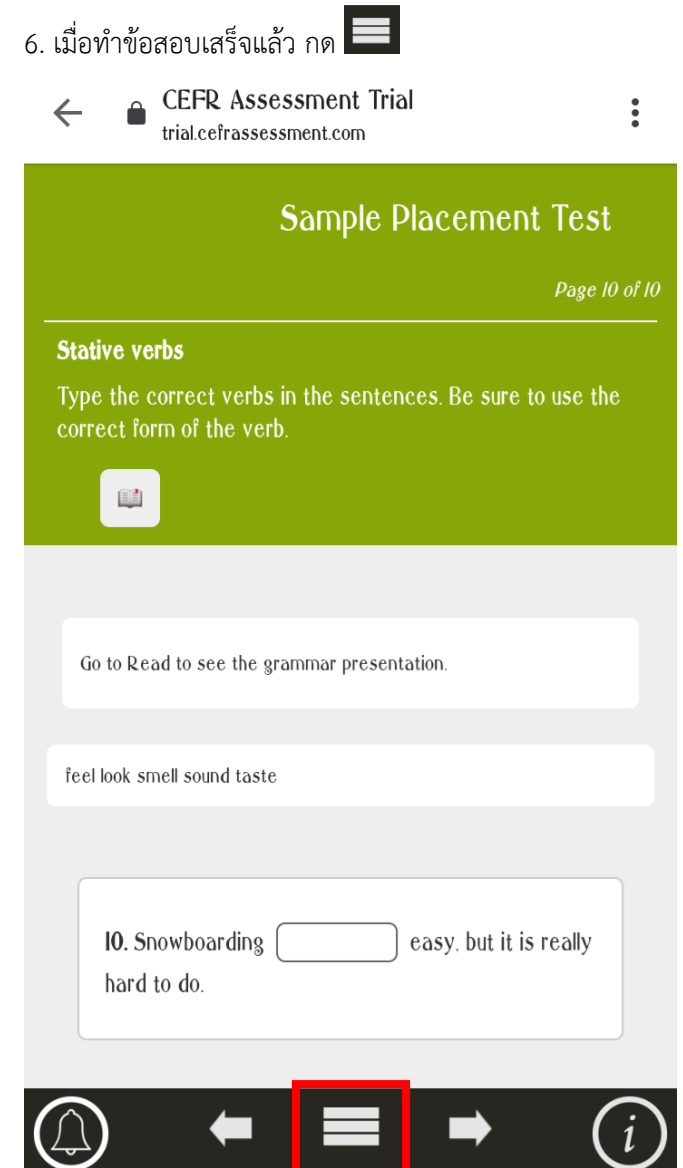 6. เมื่อทำข้อสอบเสร็จแล้ว กด
CEFR Assessment Trial
trial.cefrassessment.com
Sample Placement Test
Page 10 of 10
Stative verbs
Type the correct verbs in the sentences. Be sure to use the
correct form of the verb.
Go to Read to see the grammar presentation.
feel look smell sound taste
10. Snowboarding easy, but it is really
hard to do.
i